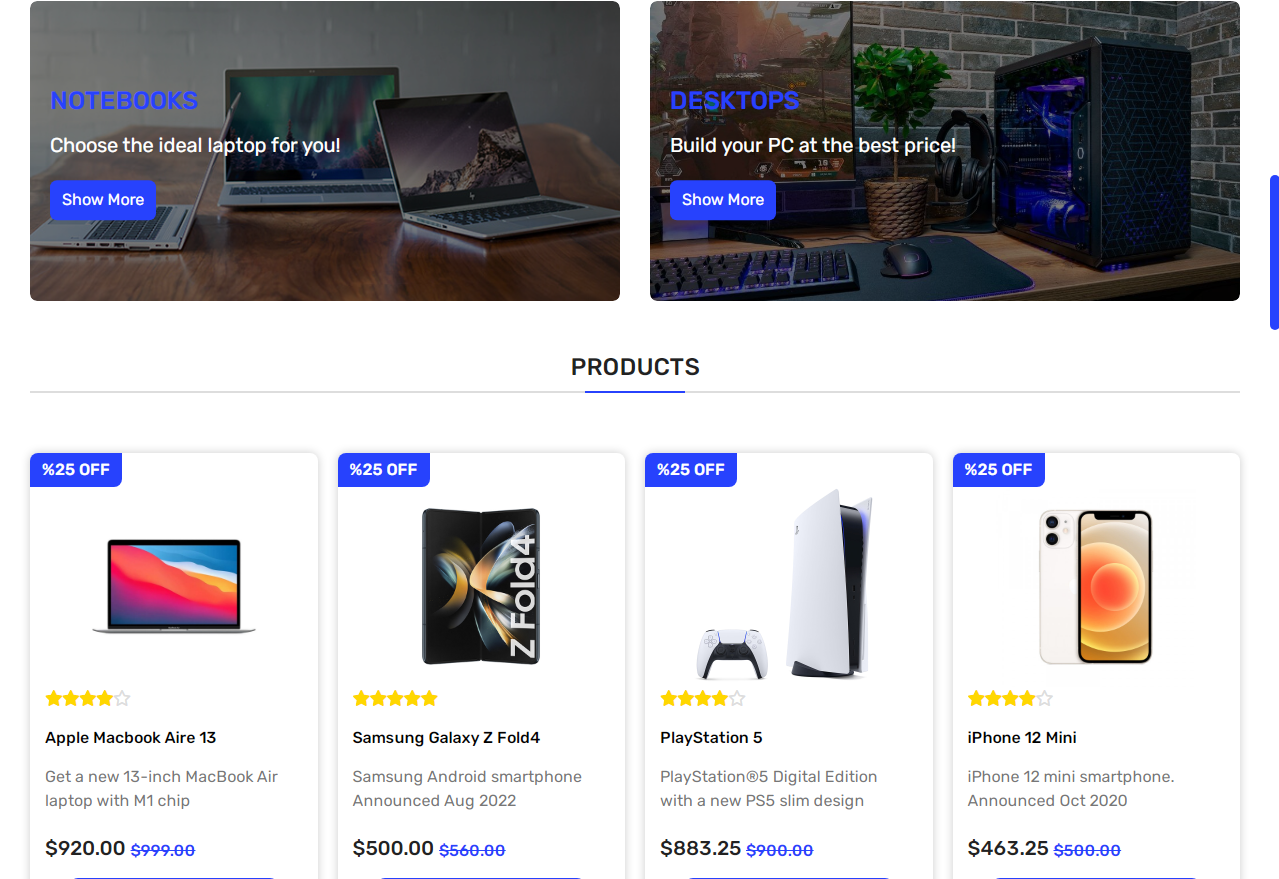 NOTEBOOKS
Choose the ideal laptop for you!
Show More
DESKTOPS
Build your PC at the best price!
Show More
PRODUCTS
%25 OFF
%25 OFF
%25 OFF
%25 OFF
Z Fold4
Apple Macbook Aire 13
Get a new 13-inch MacBook Air
laptop with M1 chip
$920.00 $999.00
Samsung Galaxy Z Fold4
Samsung Android smartphone
Announced Aug 2022
$500.00 $560.00
PlayStation 5
PlayStation®5 Digital Edition
with a new PS5 slim design
$883.25 $900.00
iPhone 12 Mini
iPhone 12 mini smartphone.
Announced Oct 2020
$463.25 $500.00